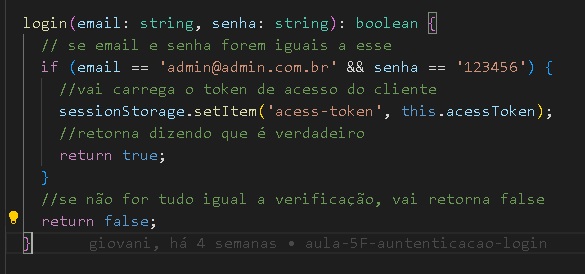 login(email: string, senha: string): boolean {
// se email e senha forem iguais a esse
if (email == 'admin@admin.com.br' && senha == '123456') {
//vai carrega o token de acesso do cliente
sessionStorage.setItem('acess-token', this.acessToken);
//retorna dizendo que é verdadeiro
return true;
}
//se não for tudo igual a verificação, vai retorna false
return false;
} giovani, há 4 semanas • aula-5F-auntenticacao-login